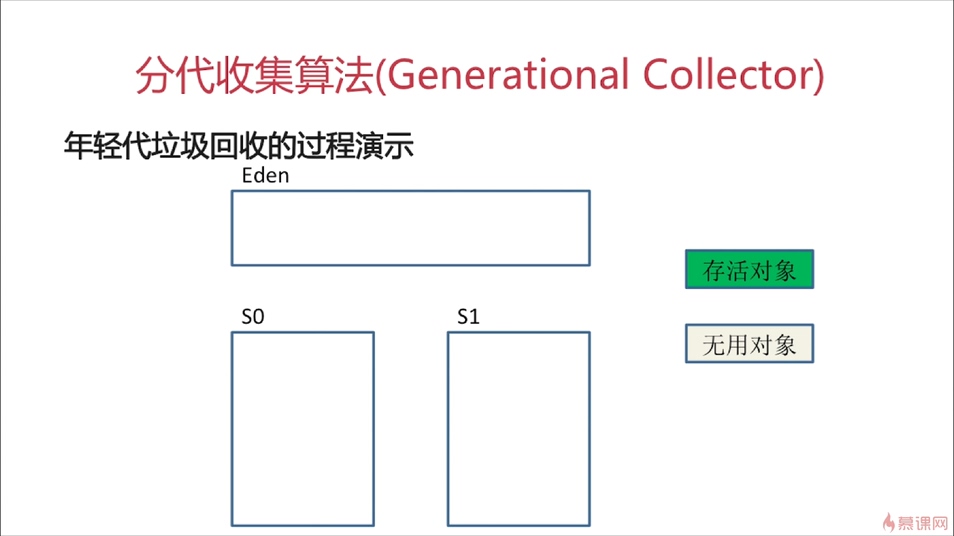 分代收集算法(Generational Collector)
年轻代垃圾回收的过程演示
Eden
存活对象
S0
S1
无用对象
慕课网